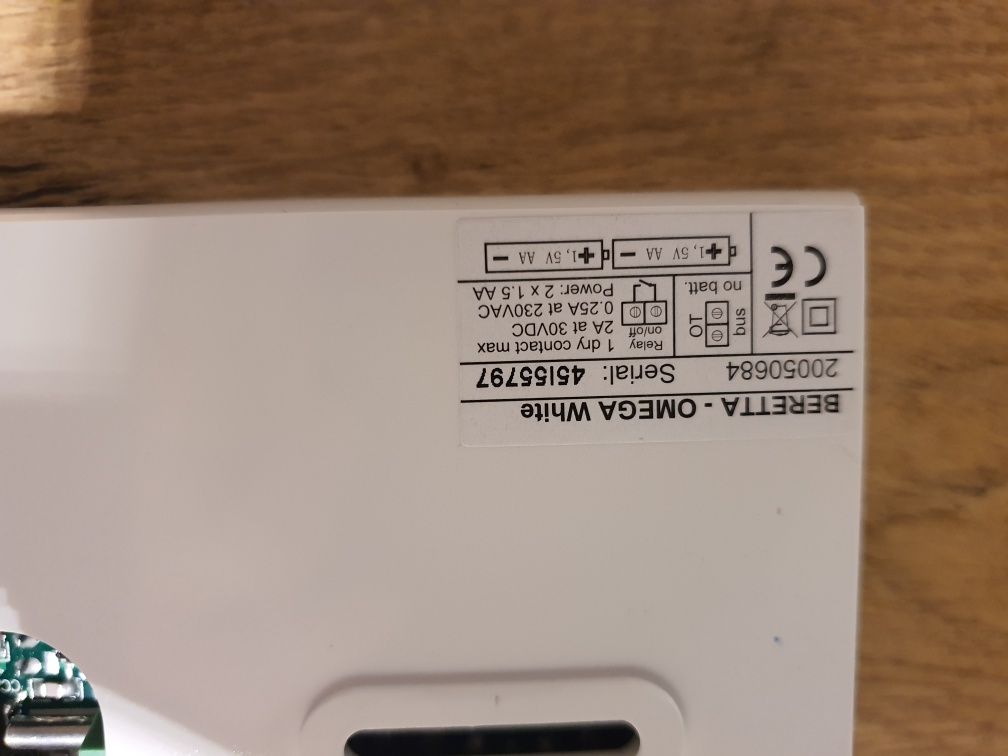 BERETTA - OMEGA White
20050684 Serial: 45I55797
OT
bus
no batt.
Relay
on/off
1 dry contact max
2A at 30VDC
0.25A at 230VAC
Power: 2 x 1.5 AA
CE
+1,5V AA − +1,5V AA −